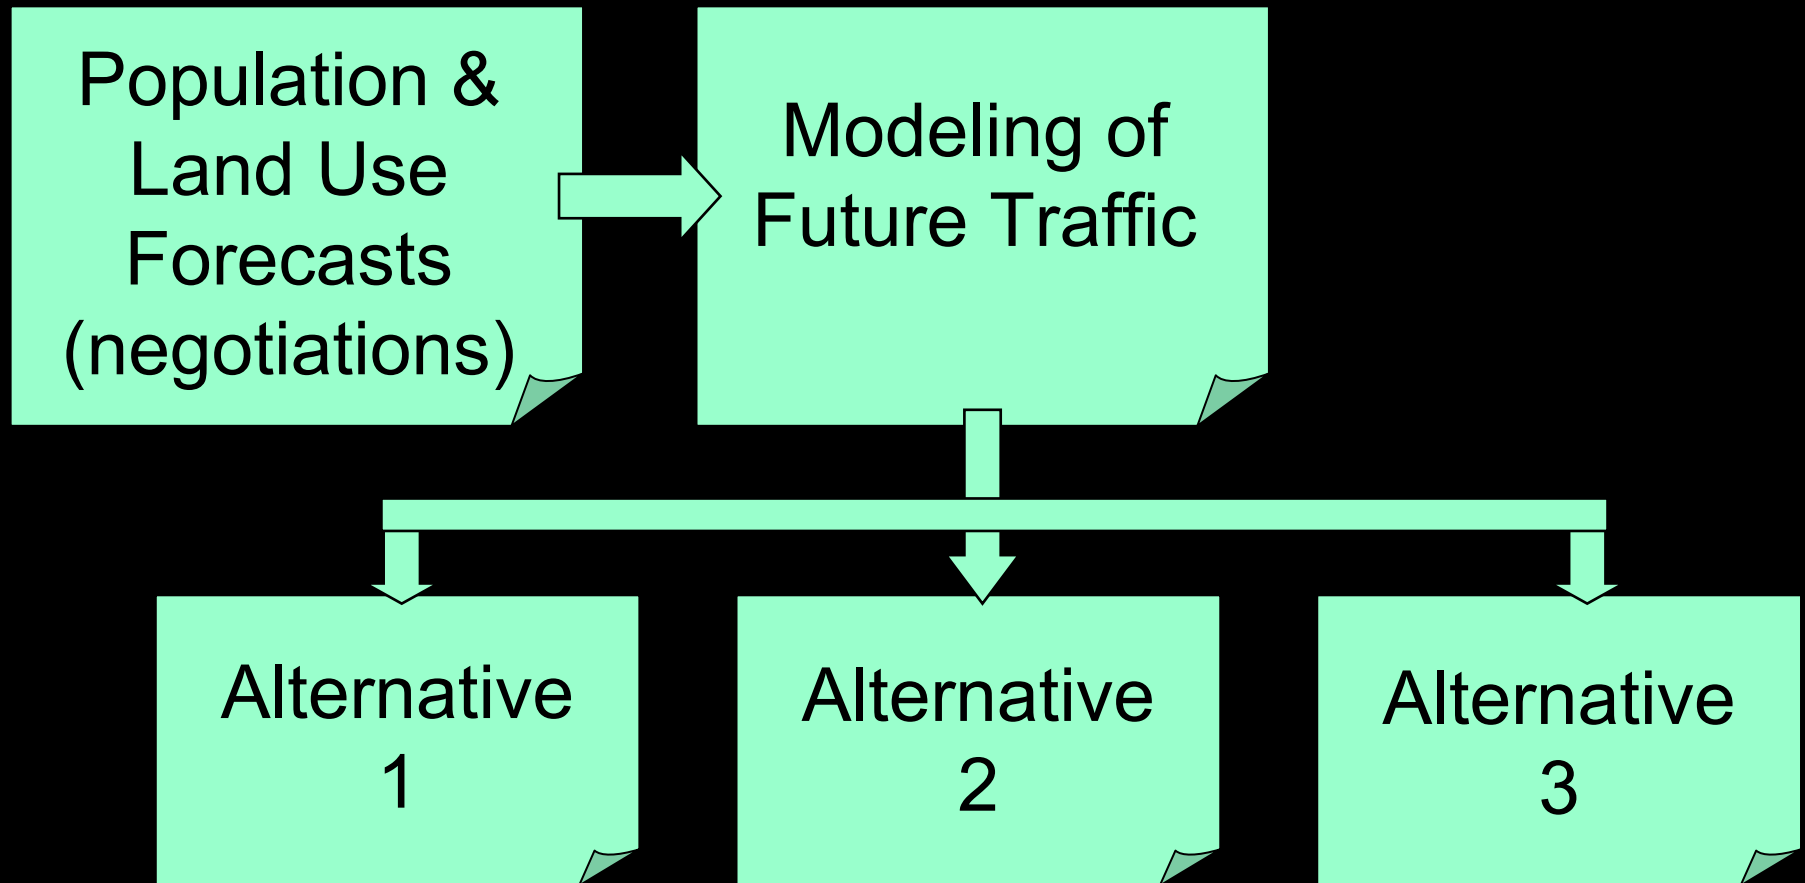 Population &
Land Use
Forecasts
(negotiations)
Modeling of
Future Traffic
Alternative
1
Alternative
2
Alternative
3